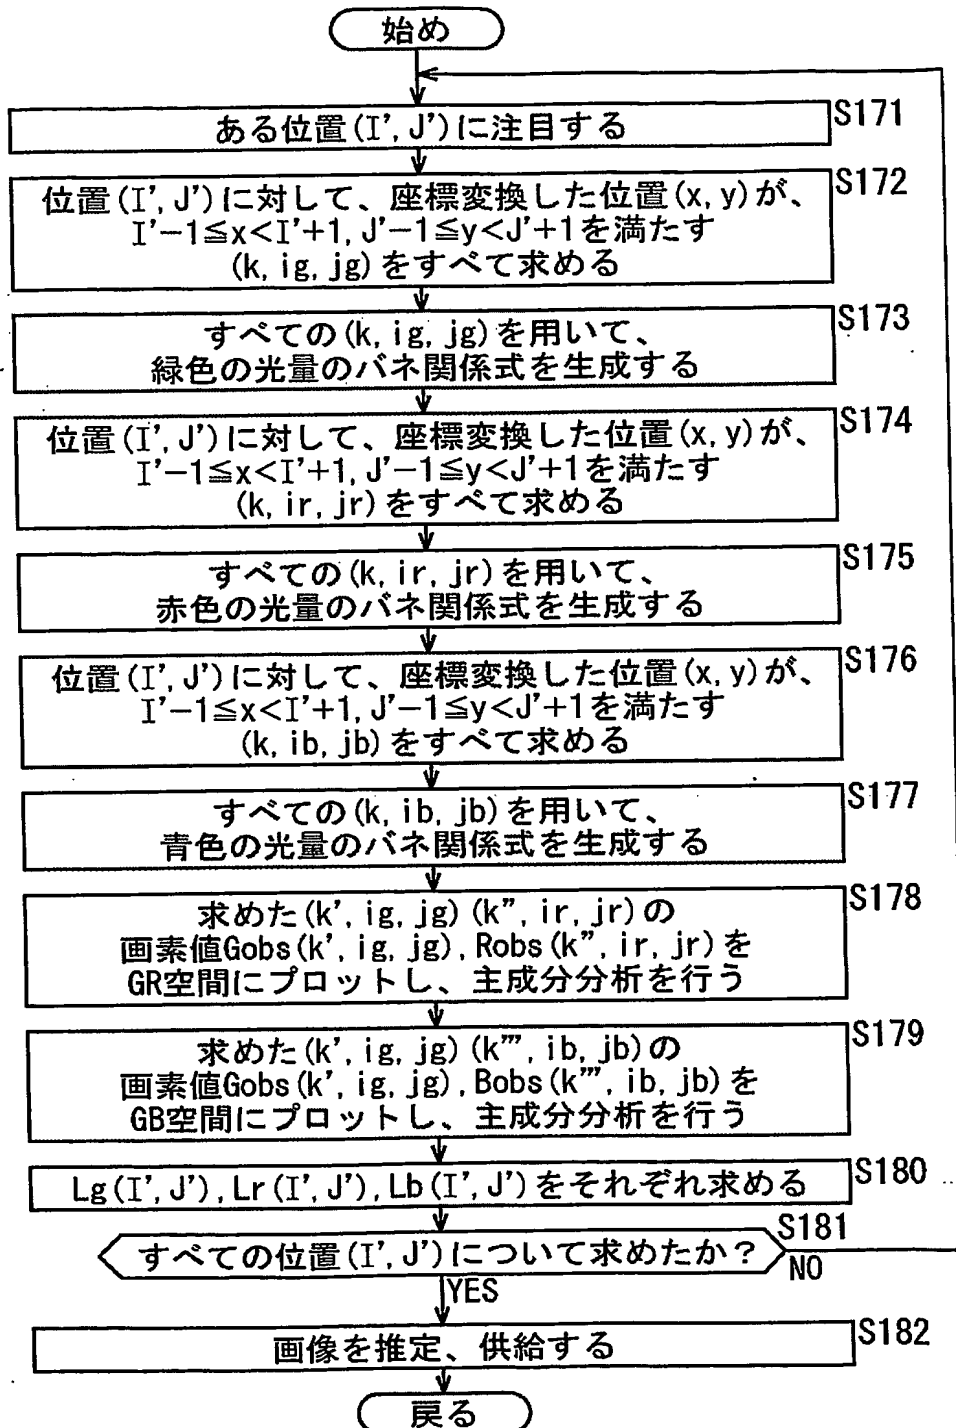 始め
ある位置(I', J')に注目する
S171
位置(I', J')に対して、座標変換した位置(x, y)が、
I'−1≦x<I'+1, J'−1≦y<J'+1を満たす
(k, ig, jg)をすべて求める
S172
すべての(k, ig, jg)を用いて、
緑色の光量のバネ関係式を生成する
S173
位置(I', J')に対して、座標変換した位置(x, y)が、
I'−1≦x<I'+1, J'−1≦y<J'+1を満たす
(k, ir, jr)をすべて求める
S174
すべての(k, ir, jr)を用いて、
赤色の光量のバネ関係式を生成する
S175
位置(I', J')に対して、座標変換した位置(x, y)が、
I'−1≦x<I'+1, J'−1≦y<J'+1を満たす
(k, ib, jb)をすべて求める
S176
すべての(k, ib, jb)を用いて、
青色の光量のバネ関係式を生成する
S177
求めた(k', ig, jg)(k'', ir, jr)の
画素値Gobs(k', ig, jg), Robs(k'', ir, jr)を
GR空間にプロットし、主成分分析を行う
S178
求めた(k', ig, jg)(k''', ib, jb)の
画素値Gobs(k', ig, jg), Bobs(k''', ib, jb)を
GB空間にプロットし、主成分分析を行う
S179
Lg(I', J'), Lr(I', J'), Lb(I', J')をそれぞれ求める
S180
すべての位置(I', J')について求めたか？
S181
NO
YES
画像を推定、供給する
S182
戻る